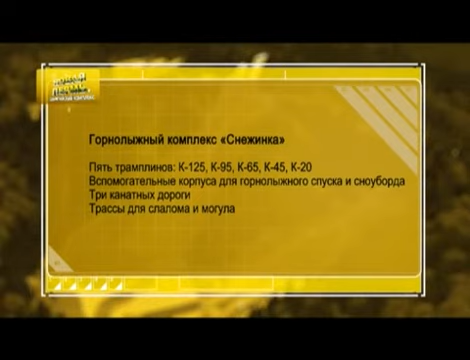 Горнолыжный комплекс «Снежинка»
Пять трамплинов: К-125, К-95, К-65, К-45, К-20
Вспомогательные корпуса для горнолыжного спуска и сноуборда
Три канатных дороги
Трассы для слалома и могула